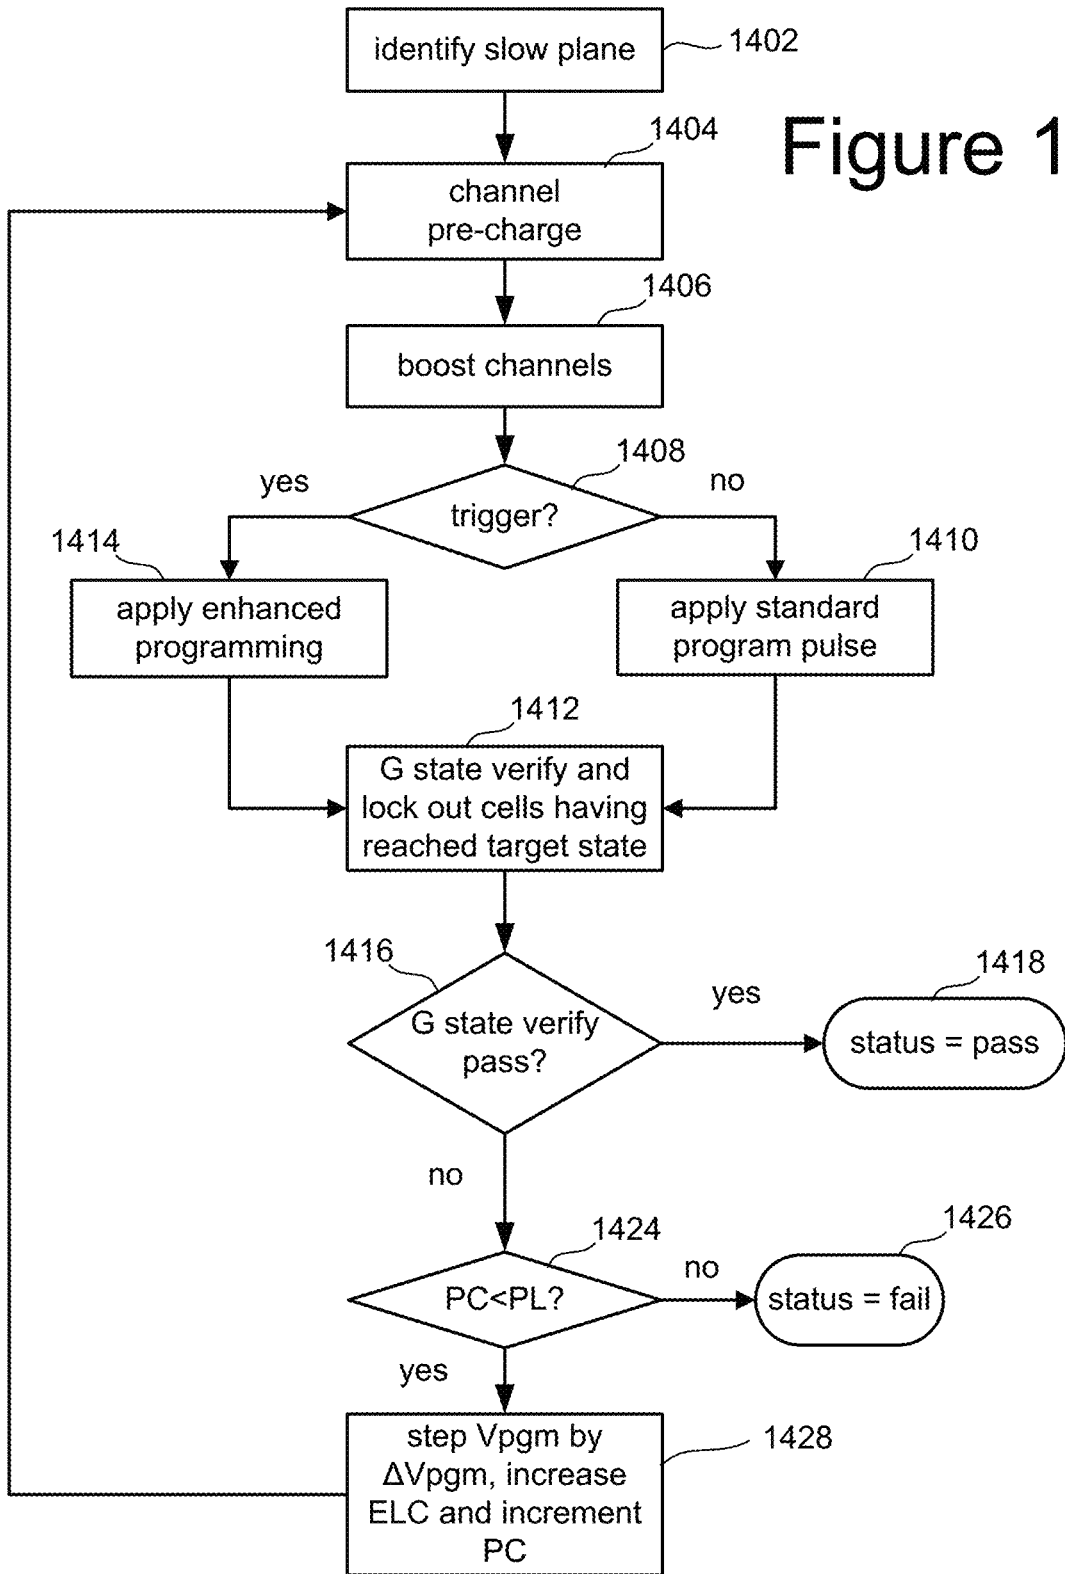 identify slow plane
1402
Figure 1
1404
channel
pre-charge
1406
boost channels
1408
yes
no
trigger?
1414
1410
apply enhanced
programming
apply standard
program pulse
1412
G state verify and
lock out cells having
reached target state
1416
1418
yes
G state verify
pass?
status = pass
no
1424
1426
no
PC<PL?
status = fail
yes
step Vpgm by
ΔVpgm, increase
ELC and increment
PC
1428